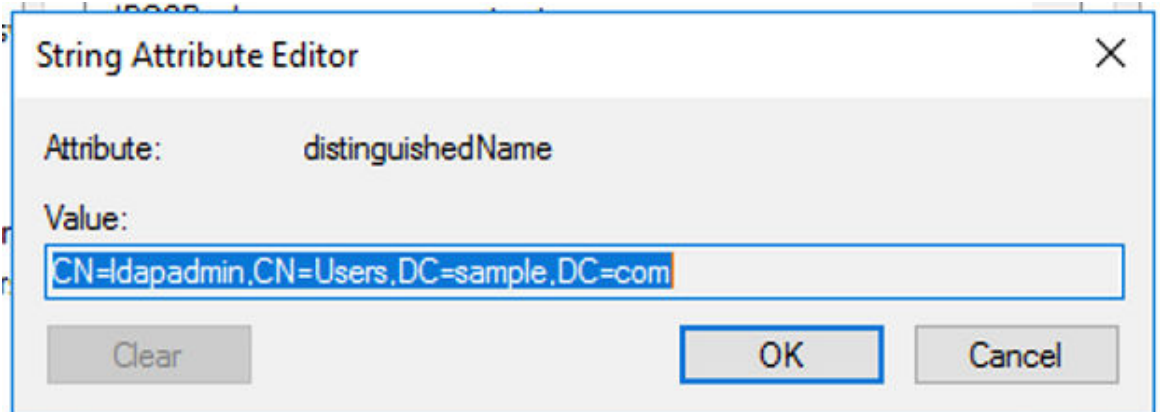 String Attribute Editor
Attribute: distinguishedName
Value:
CN=ldapadmin,CN=Users,DC=sample,DC=com
Clear OK Cancel